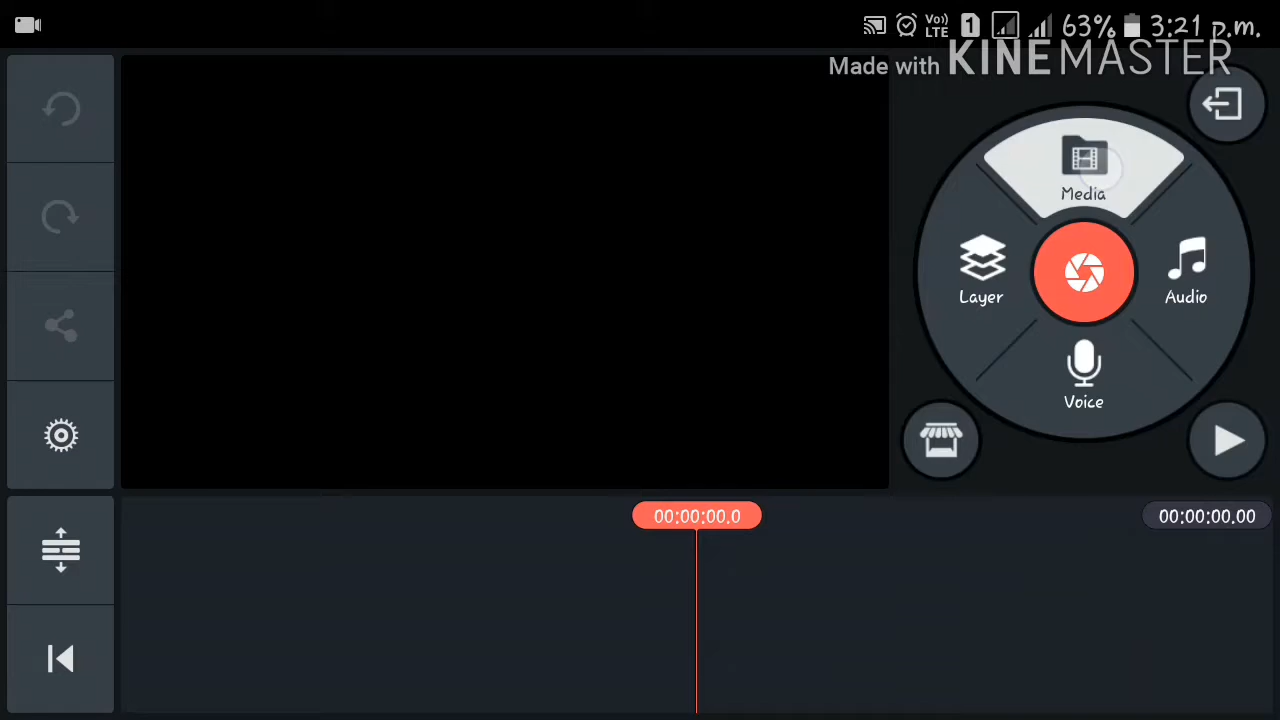 Vo)) LTE 1 63% 3:21 p.m.
Made with KINEMASTER
Media
Layer
Audio
Voice
00:00:00.0
00:00:00.00